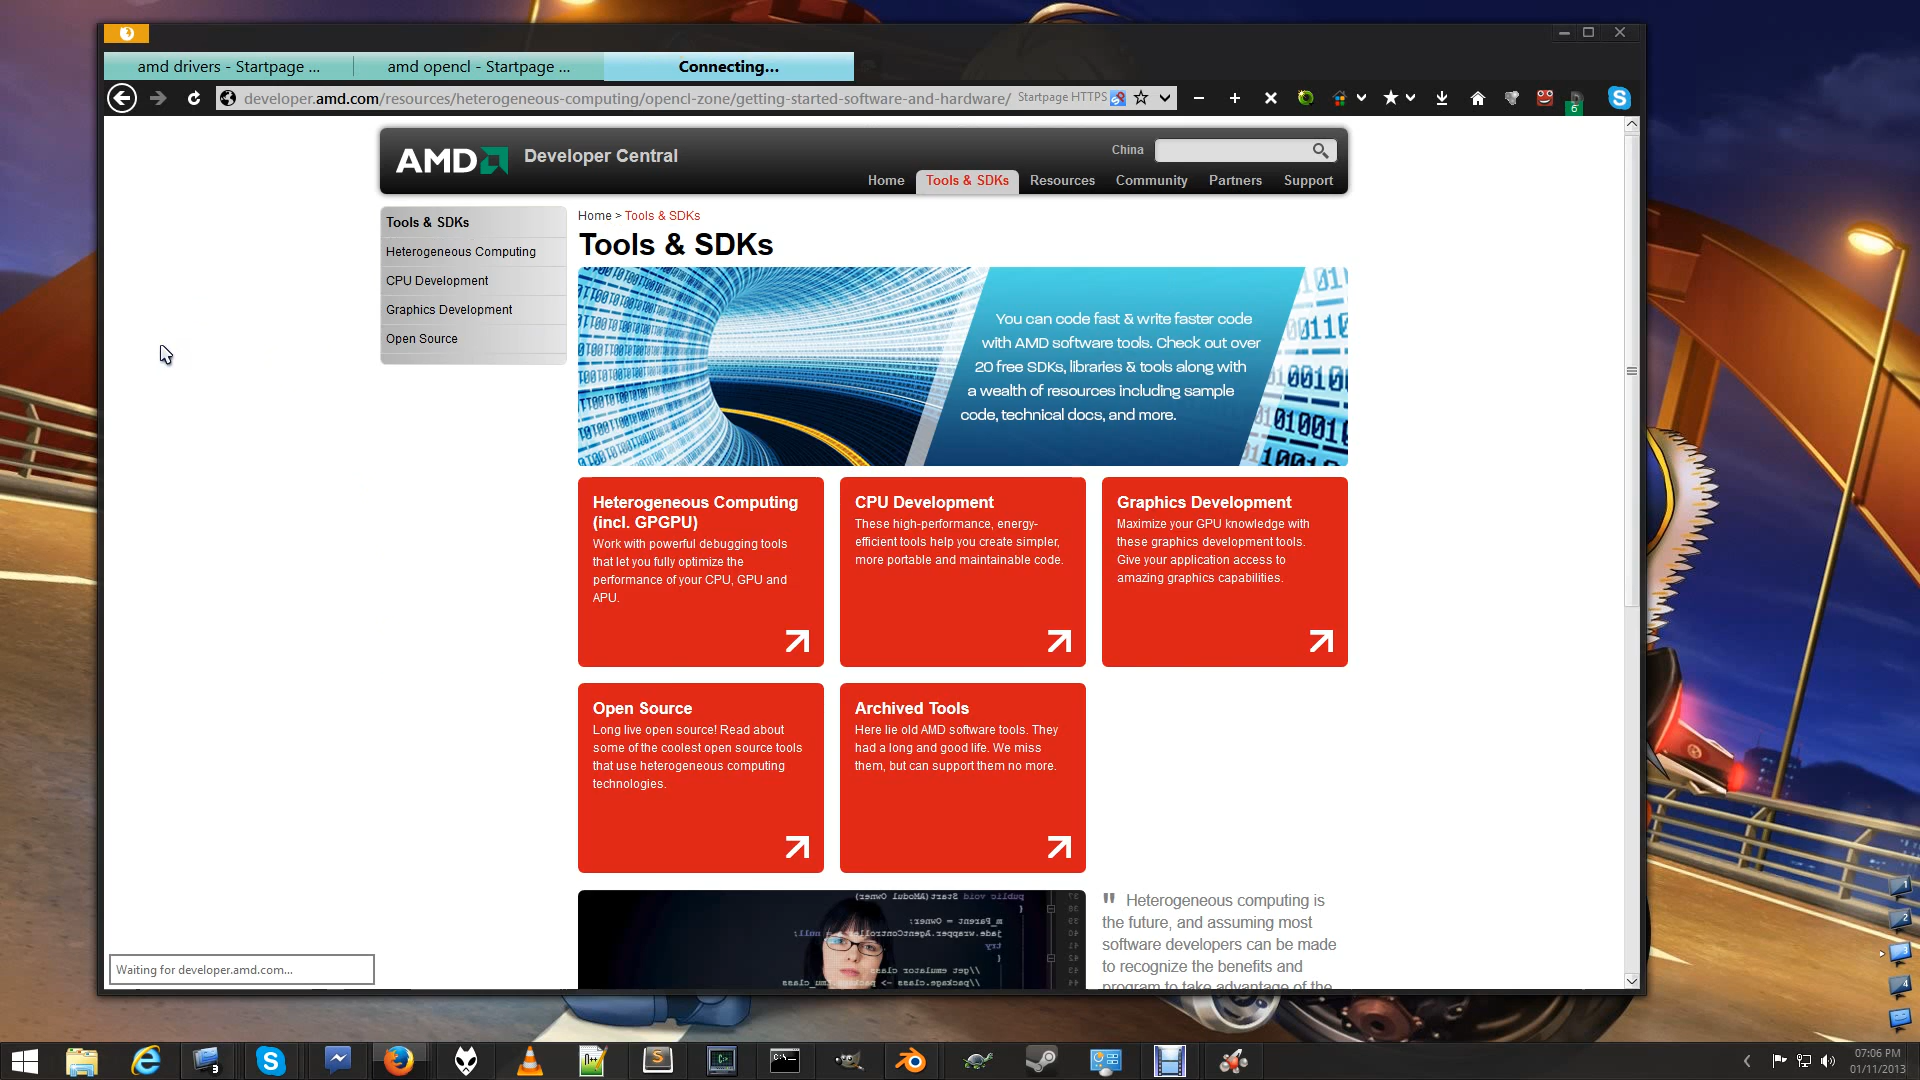 amd drivers - Startpage ...
amd opencl - Startpage ...
Connecting...
developer.amd.com/resources/heterogeneous-computing/opencl-zone/getting-started-software-and-hardware/
Startpage HTTPS
6
AMD
Developer Central
China
Home
Tools & SDKs
Resources
Community
Partners
Support
Tools & SDKs
Heterogeneous Computing
CPU Development
Graphics Development
Open Source
Home > Tools & SDKs
Tools & SDKs
You can code fast & write faster code
with AMD software tools. Check out over
20 free SDKs, libraries & tools along with
a wealth of resources including sample
code, technical docs, and more.
Heterogeneous Computing
(incl. GPGPU)
Work with powerful debugging tools
that let you fully optimize the
performance of your CPU, GPU and
APU.
CPU Development
These high-performance, energy-
efficient tools help you create simpler,
more portable and maintainable code.
Graphics Development
Maximize your GPU knowledge with
these graphics development tools.
Give your application access to
amazing graphics capabilities.
Open Source
Long live open source! Read about
some of the coolest open source tools
that use heterogeneous computing
technologies.
Archived Tools
Here lie old AMD software tools. They
had a long and good life. We miss
them, but can support them no more.
" Heterogeneous computing is
the future, and assuming most
software developers can be made
to recognize the benefits and
program to take advantage of the
Waiting for developer.amd.com...
1
2
4
3
07:06 PM
01/11/2013